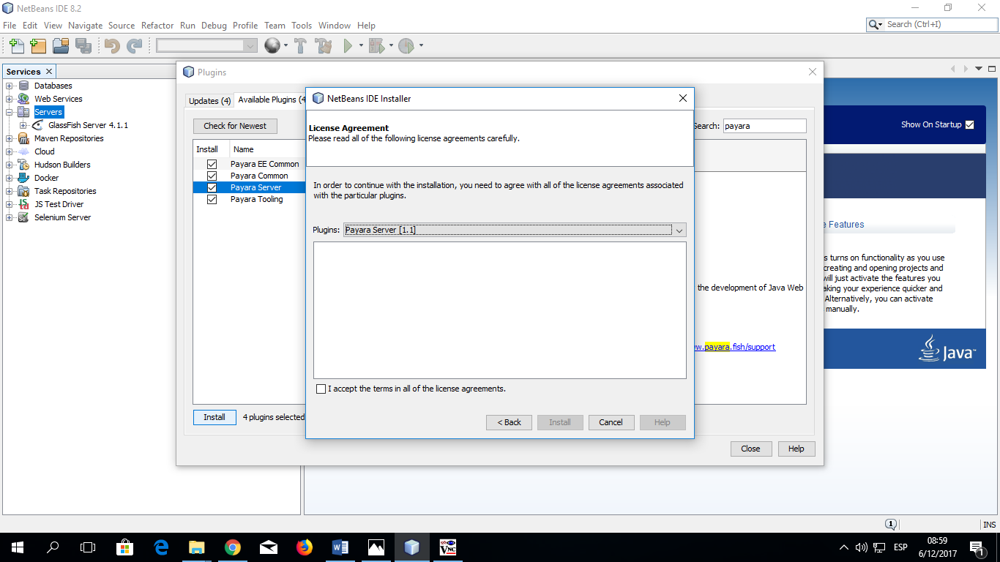 NetBeans IDE 8.2
File Edit View Navigate Source Refactor Run Debug Profile Team Tools Window Help
Search (Ctrl+I)
Services
Databases
Web Services
Servers
GlassFish Server 4.1.1
Maven Repositories
Cloud
Hudson Builders
Docker
Task Repositories
JS Test Driver
Selenium Server
Plugins
Updates (4) Available Plugins (4
Check for Newest
Search: payara
Install Name
Payara EE Common
Payara Common
Payara Server
Payara Tooling
the development of Java Web
w.payara.fish/support
Install 4 plugins selected
Close Help
NetBeans IDE Installer
License Agreement
Please read all of the following license agreements carefully.
In order to continue with the installation, you need to agree with all of the license agreements associated
with the particular plugins.
Plugins: Payara Server [1.1]
I accept the terms in all of the license agreements.
< Back Install Cancel Help
Show On Startup
e Features
s turns on functionality as you use
creating and opening projects and
will just activate the features you
aking your experience quicker and
Alternatively, you can activate
manually.
Java™
1
INS
VNC
ESP
08:59
6/12/2017
1